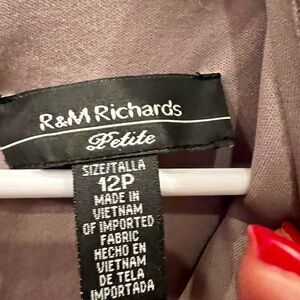 R&M Richards
Petite
SIZE/TALLA
12P
MADE IN
VIETNAM
OF IMPORTED
FABRIC
HECHO EN
VIETNAM
DE TELA
IMPORTADA